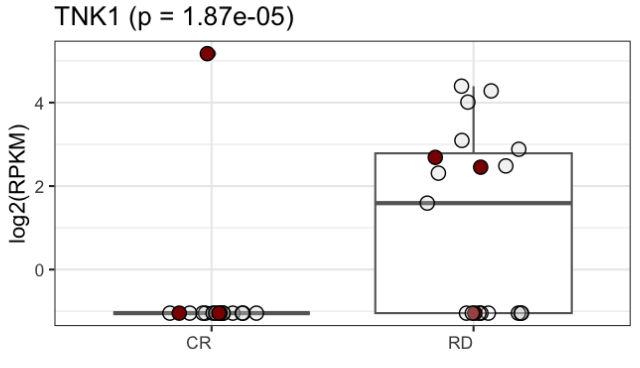 TNK1 (p = 1.87e-05)
log2(RPKM)
4
2
0
CR
RD